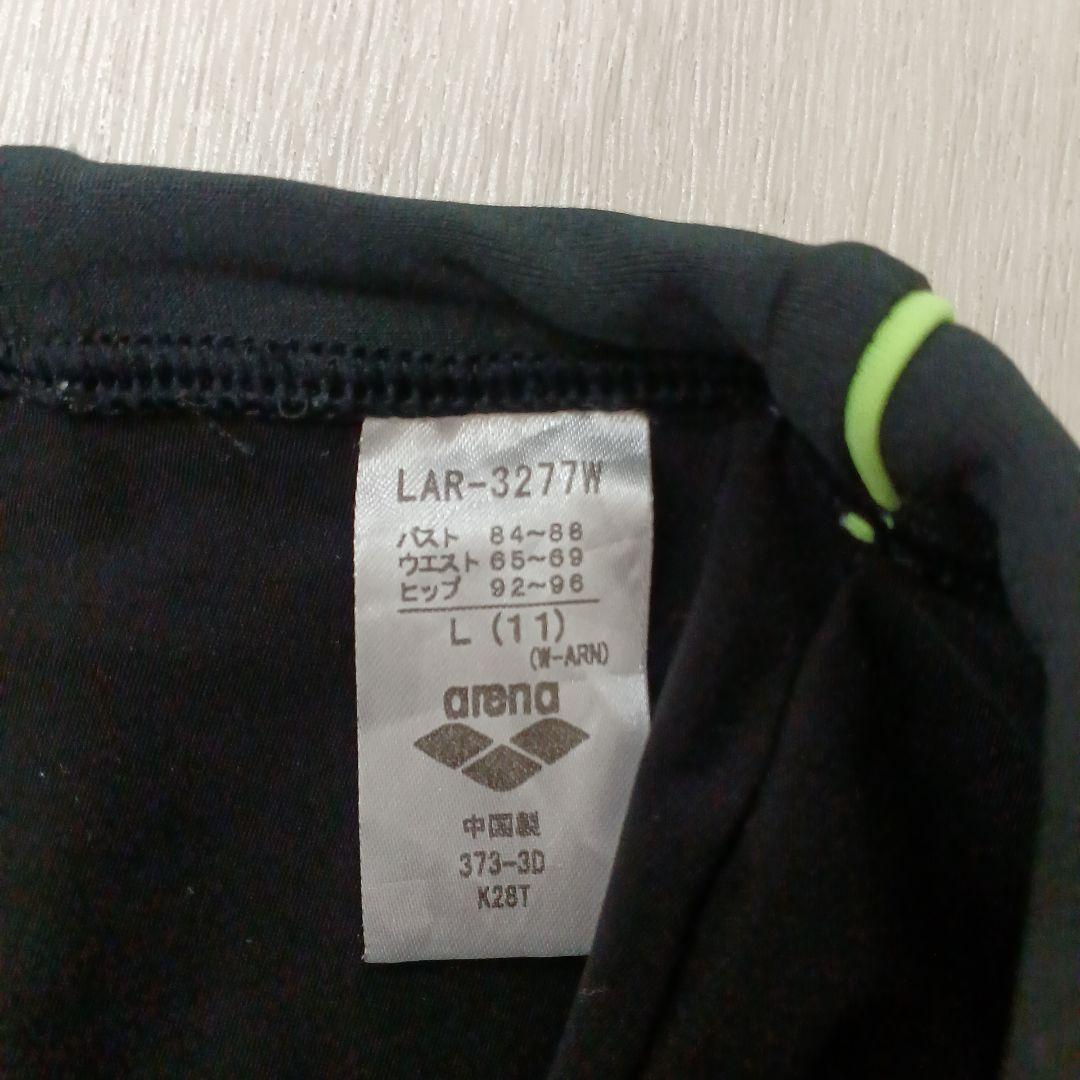 LAR-3277W
バスト 84~88
ウエスト 65~69
ヒップ 92~96
L (11)
(W-ARN)
arena
中国製
373-3D
K28T